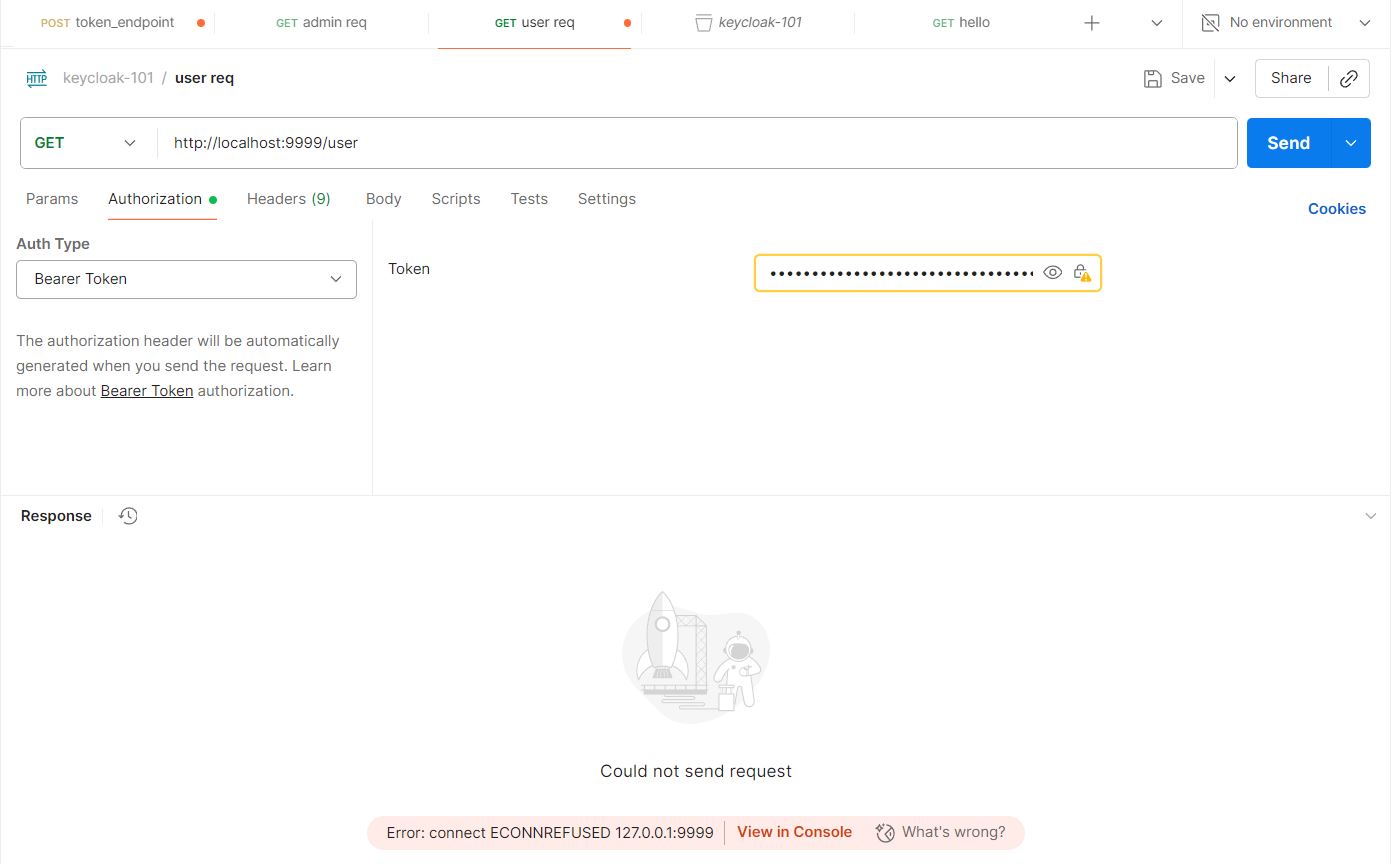 POST token_endpoint
GET admin req
GET user req
keycloak-101
GET hello
No environment
HTTP
keycloak-101 / user req
Save
Share
GET
http://localhost:9999/user
Send
Params
Authorization
Headers (9)
Body
Scripts
Tests
Settings
Cookies
Auth Type
Bearer Token
The authorization header will be automatically
generated when you send the request. Learn
more about Bearer Token authorization.
Token
••••••••••••••••••••••••••••••••
Response
Could not send request
Error: connect ECONNREFUSED 127.0.0.1:9999
View in Console
What's wrong?